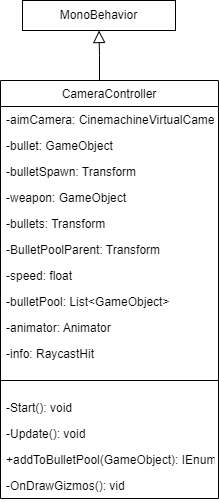 MonoBehavior
CameraController
-aimCamera: CinemachineVirtualCame
-bullet: GameObject
-bulletSpawn: Transform
-weapon: GameObject
-bullets: Transform
-BulletPoolParent: Transform
-speed: float
-bulletPool: List<GameObject>
-animator: Animator
-info: RaycastHit
-Start(): void
-Update(): void
+addToBulletPool(GameObject): IEnum
-OnDrawGizmos(): vid